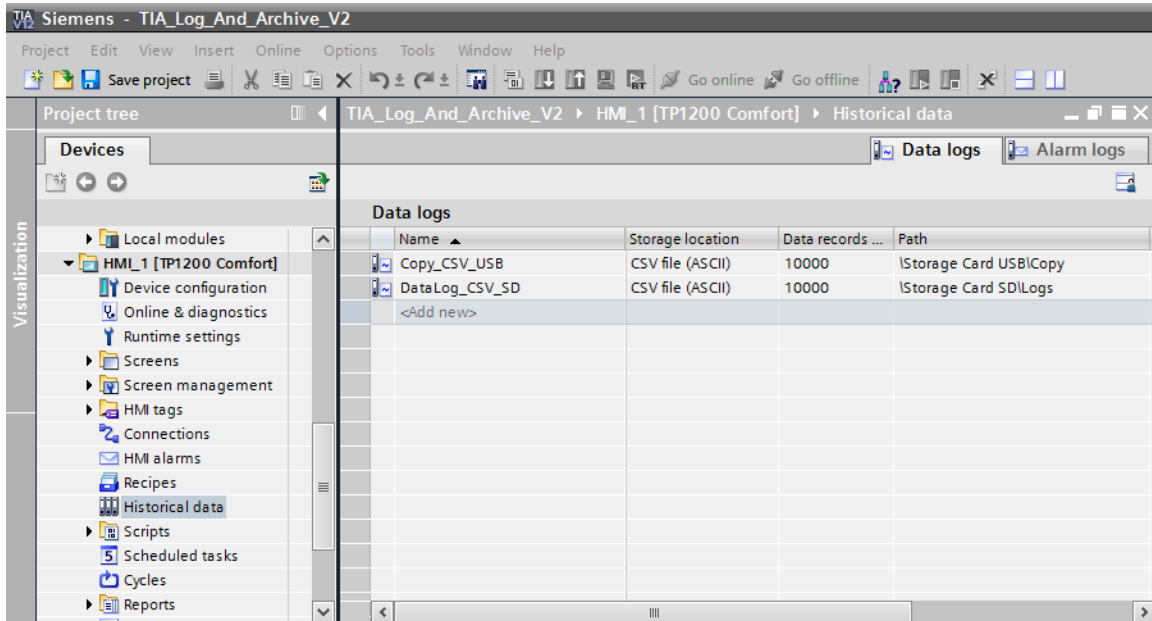 TIA V12 Siemens - TIA_Log_And_Archive_V2
Project Edit View Insert Online Options Tools Window Help
Save project Go online Go offline
Project tree
TIA_Log_And_Archive_V2 HMI_1 [TP1200 Comfort] Historical data
Devices
Data logs Alarm logs
Visualization
Data logs
Name Storage location Data records ... Path
Copy_CSV_USB CSV file (ASCII) 10000 \Storage Card USB\Copy
DataLog_CSV_SD CSV file (ASCII) 10000 \Storage Card SD\Logs
<Add new>
Local modules
HMI_1 [TP1200 Comfort]
Device configuration
Online & diagnostics
Runtime settings
Screens
Screen management
HMI tags
Connections
HMI alarms
Recipes
Historical data
Scripts
Scheduled tasks
Cycles
Reports